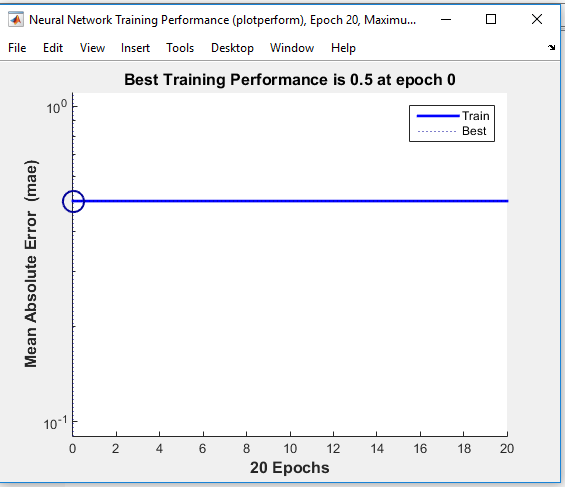 Neural Network Training Performance (plotperform), Epoch 20, Maximu...
File Edit View Insert Tools Desktop Window Help
Best Training Performance is 0.5 at epoch 0
10^0
Train
Best
Mean Absolute Error (mae)
10^-1
0 2 4 6 8 10 12 14 16 18 20
20 Epochs